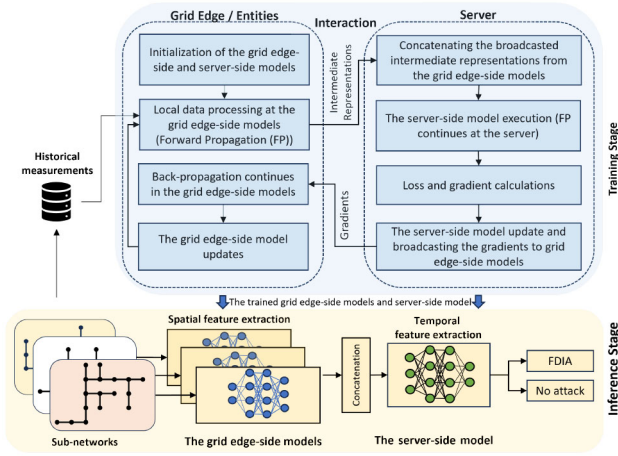 Grid Edge / Entities
Interaction
Server
Initialization of the grid edge-
side and server-side models
Local data processing at the
grid edge-side models
(Forward Propagation (FP))
Back-propagation continues
in the grid edge-side models
The grid edge-side model
updates
Intermediate
Representations
Gradients
Concatenating the broadcasted
intermediate representations from
the grid edge-side models
The server-side model execution (FP
continues at the server)
Loss and gradient calculations
The server-side model update and
broadcasting the gradients to grid
edge-side models
Training Stage
Historical
measurements
The trained grid edge-side models and server-side model
Spatial feature extraction
Temporal
feature extraction
Concatenation
FDIA
No attack
Inference Stage
Sub-networks
The grid edge-side models
The server-side model